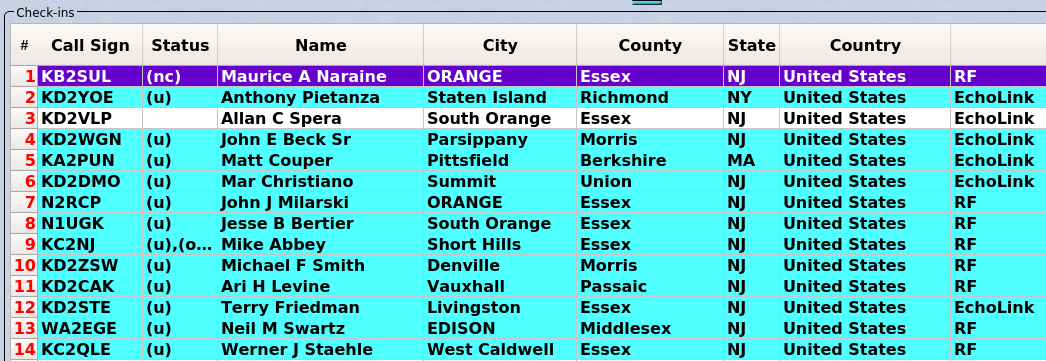 Check-ins
# Call Sign Status Name City County State Country
1 KB2SUL (nc) Maurice A Naraine ORANGE Essex NJ United States RF
2 KD2YOE (u) Anthony Pietanza Staten Island Richmond NY United States EchoLink
3 KD2VLP Allan C Spera South Orange Essex NJ United States EchoLink
4 KD2WGN (u) John E Beck Sr Parsippany Morris NJ United States EchoLink
5 KA2PUN (u) Matt Couper Pittsfield Berkshire MA United States EchoLink
6 KD2DMO (u) Mar Christiano Summit Union NJ United States EchoLink
7 N2RCP (u) John J Milarski ORANGE Essex NJ United States RF
8 N1UGK (u) Jesse B Bertier South Orange Essex NJ United States RF
9 KC2NJ (u),(o... Mike Abbey Short Hills Essex NJ United States RF
10 KD2ZSW (u) Michael F Smith Denville Morris NJ United States RF
11 KD2CAK (u) Ari H Levine Vauxhall Passaic NJ United States RF
12 KD2STE (u) Terry Friedman Livingston Essex NJ United States EchoLink
13 WA2EGE (u) Neil M Swartz EDISON Middlesex NJ United States RF
14 KC2QLE (u) Werner J Staehle West Caldwell Essex NJ United States RF